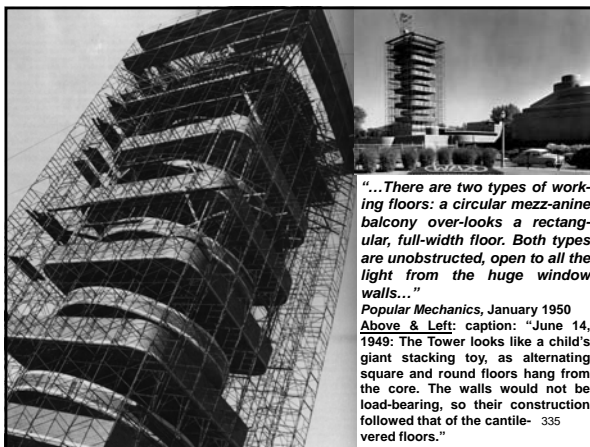 “…There are two types of work-
ing floors: a circular mezz-anine
balcony over-looks a rectang-
ular, full-width floor. Both types
are unobstructed, open to all the
light from the huge window
walls…”
Popular Mechanics, January 1950
Above & Left: caption: “June 14,
1949: The Tower looks like a child’s
giant stacking toy, as alternating
square and round floors hang from
the core. The walls would not be
load-bearing, so their construction
followed that of the cantile- 335
vered floors.”